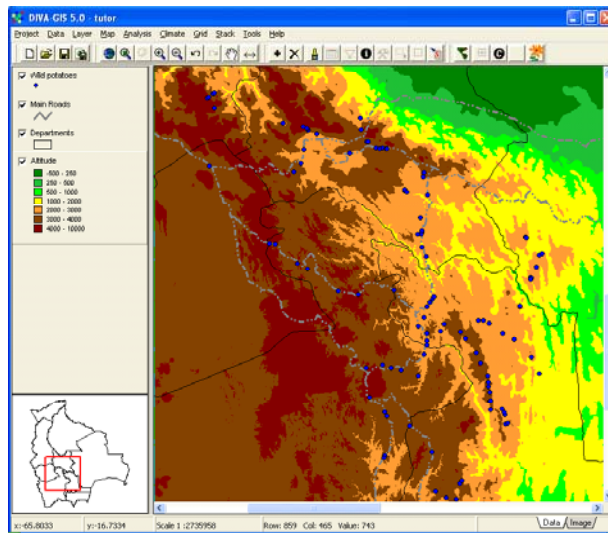 DIVA-GIS 5.0 - tutor
Project Data Layer Map Analysis Climate Grid Stack Tools Help
Wild potatoes
Main Roads
Departments
Altitude
-500 - 250
250 - 500
500 - 1000
1000 - 2000
2000 - 3000
3000 - 4000
4000 - 10000
Data Image
x:-65.8033 y:-16.7334 Scale 1 :2735958 Row: 859 Col: 465 Value: 743